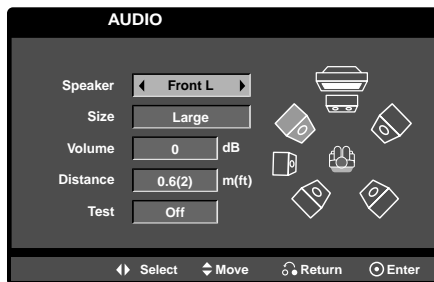 AUDIO
Speaker Front L
Size Large
Volume 0 dB
Distance 0.6(2) m(ft)
Test Off
Select Move Return Enter